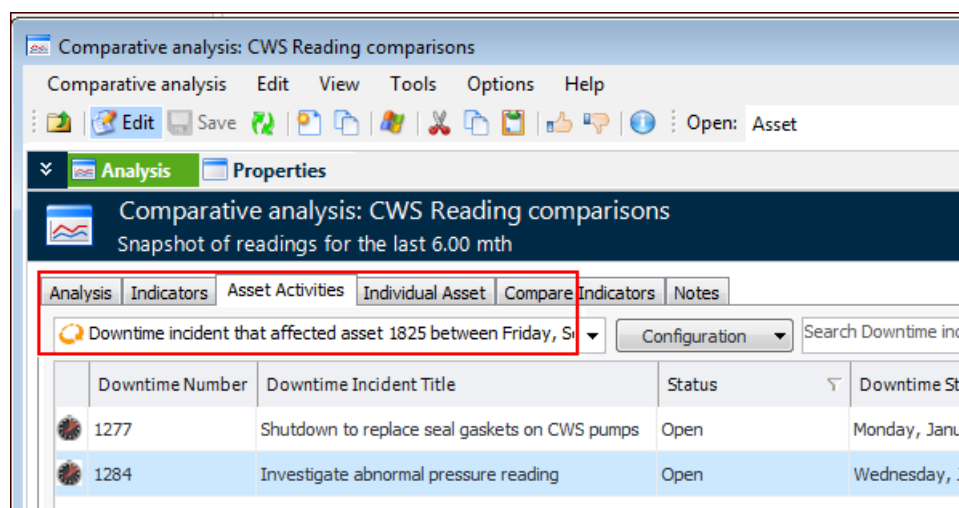 Comparative analysis: CWS Reading comparisons
Comparative analysis Edit View Tools Options Help
Edit Save Open: Asset
Analysis Properties
Comparative analysis: CWS Reading comparisons
Snapshot of readings for the last 6.00 mth
Analysis Indicators Asset Activities Individual Asset Compare Indicators Notes
Downtime incident that affected asset 1825 between Friday, Configuration Search Downtime
Downtime Number Downtime Incident Title Status Downtime
1277 Shutdown to replace seal gaskets on CWS pumps Open Monday,
1284 Investigate abnormal pressure reading Open Wednesday,